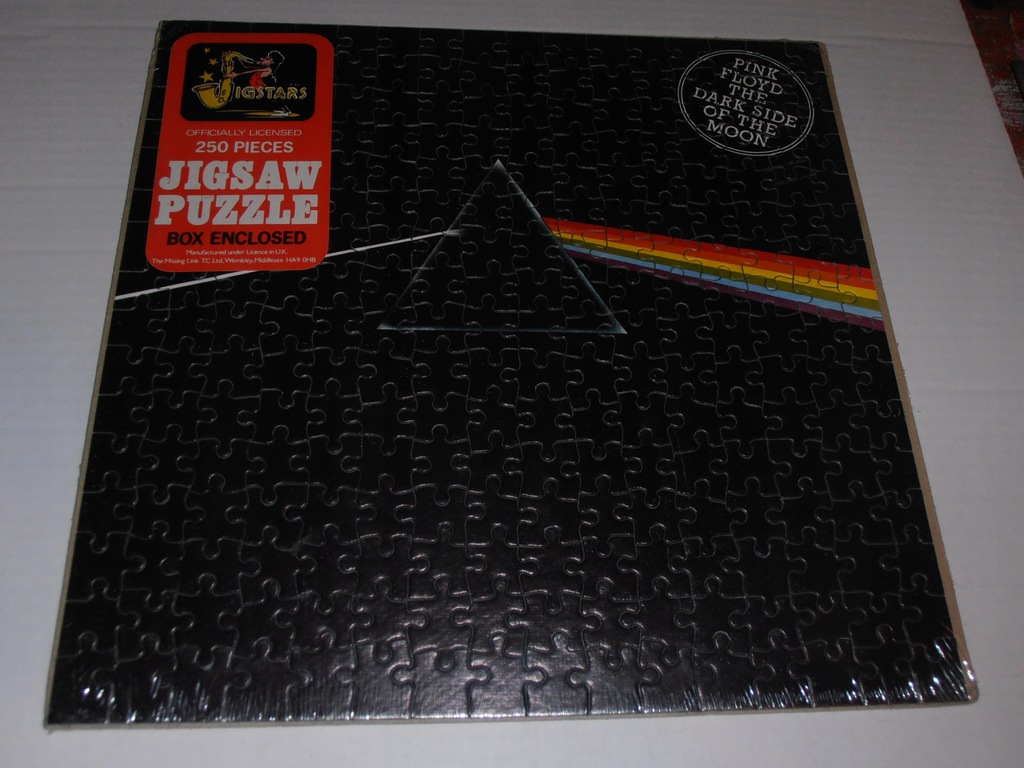 JIGSTARS
OFFICIALLY LICENSED
250 PIECES
JIGSAW
PUZZLE
BOX ENCLOSED
Manufactured under Licence in U.K.
The Missing Link TC Ltd, Wembley, Middlesex HA9 0HB
PINK
FLOYD
THE
DARK SIDE
OF THE
MOON